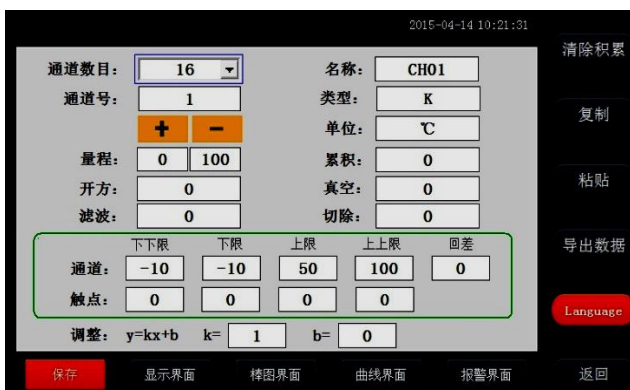 2015-04-14 10:21:31
清除积累
通道数目: 16 名称: CH01
通道号: 1 类型: K
复制
+ − 单位: ℃
量程: 0 100 累积: 0
粘贴
开方: 0 真空: 0
滤波: 0 切除: 0
下下限 下限 上限 上上限 回差
导出数据
通道: -10 -10 50 100 0
触点: 0 0 0 0
Language
调整: y=kx+b k= 1 b= 0
保存 显示界面 棒图界面 曲线界面 报警界面 返回